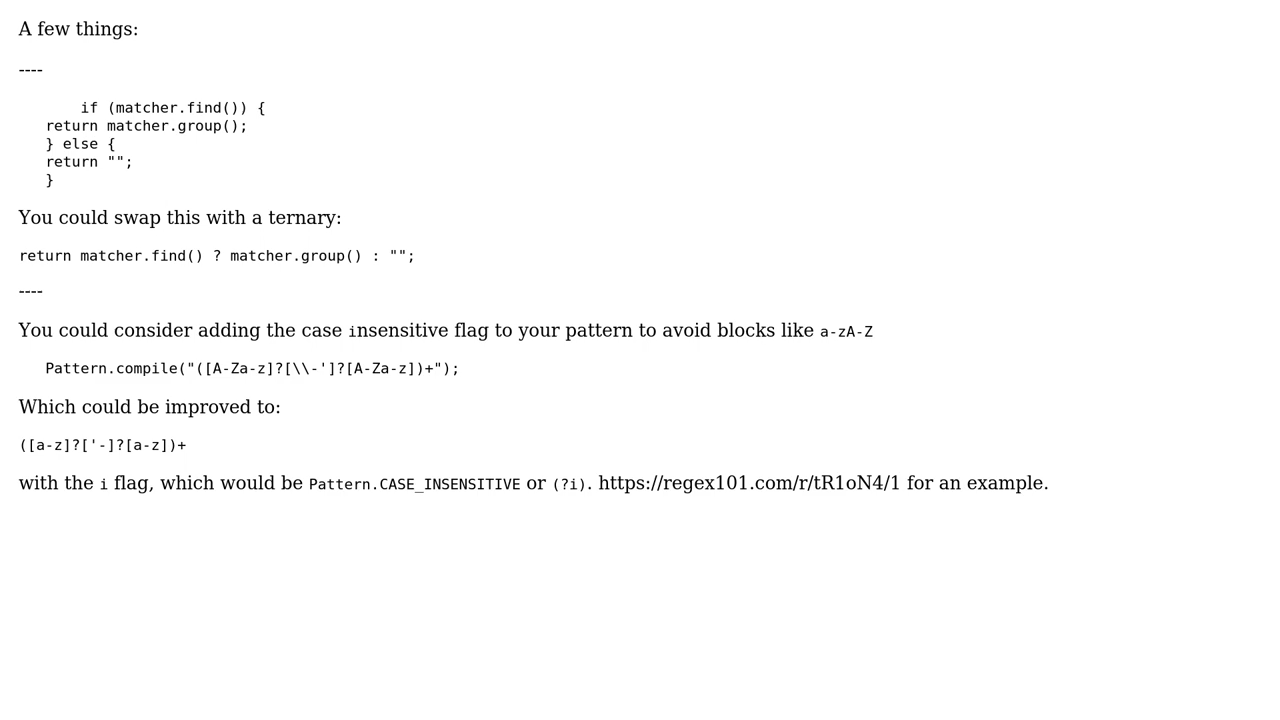 A few things:
----
if (matcher.find()) {
return matcher.group();
} else {
return "";
}
You could swap this with a ternary:
return matcher.find() ? matcher.group() : "";
----
You could consider adding the case insensitive flag to your pattern to avoid blocks like a-zA-Z
Pattern.compile("([A-Za-z]?[\\-']?[A-Za-z])+");
Which could be improved to:
([a-z]?['-]?[a-z])+
with the i flag, which would be Pattern.CASE_INSENSITIVE or (?i). https://regex101.com/r/tR1oN4/1 for an example.